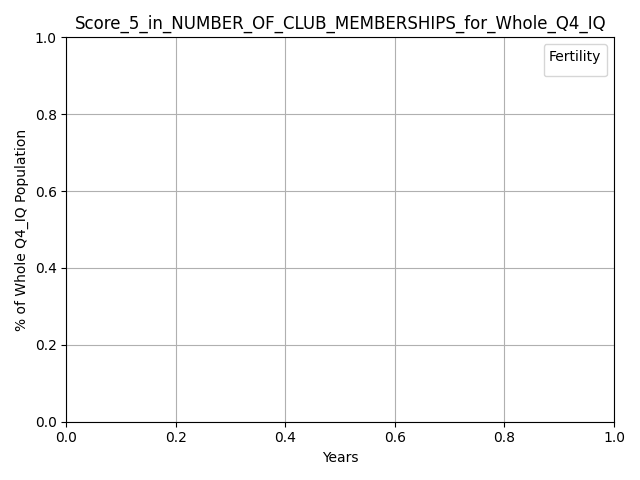 Score_5_in_NUMBER_OF_CLUB_MEMBERSHIPS_for_Whole_Q4_IQ
Fertility
% of Whole Q4_IQ Population
1.0
0.8
0.6
0.4
0.2
0.0
0.0 0.2 0.4 0.6 0.8 1.0
Years